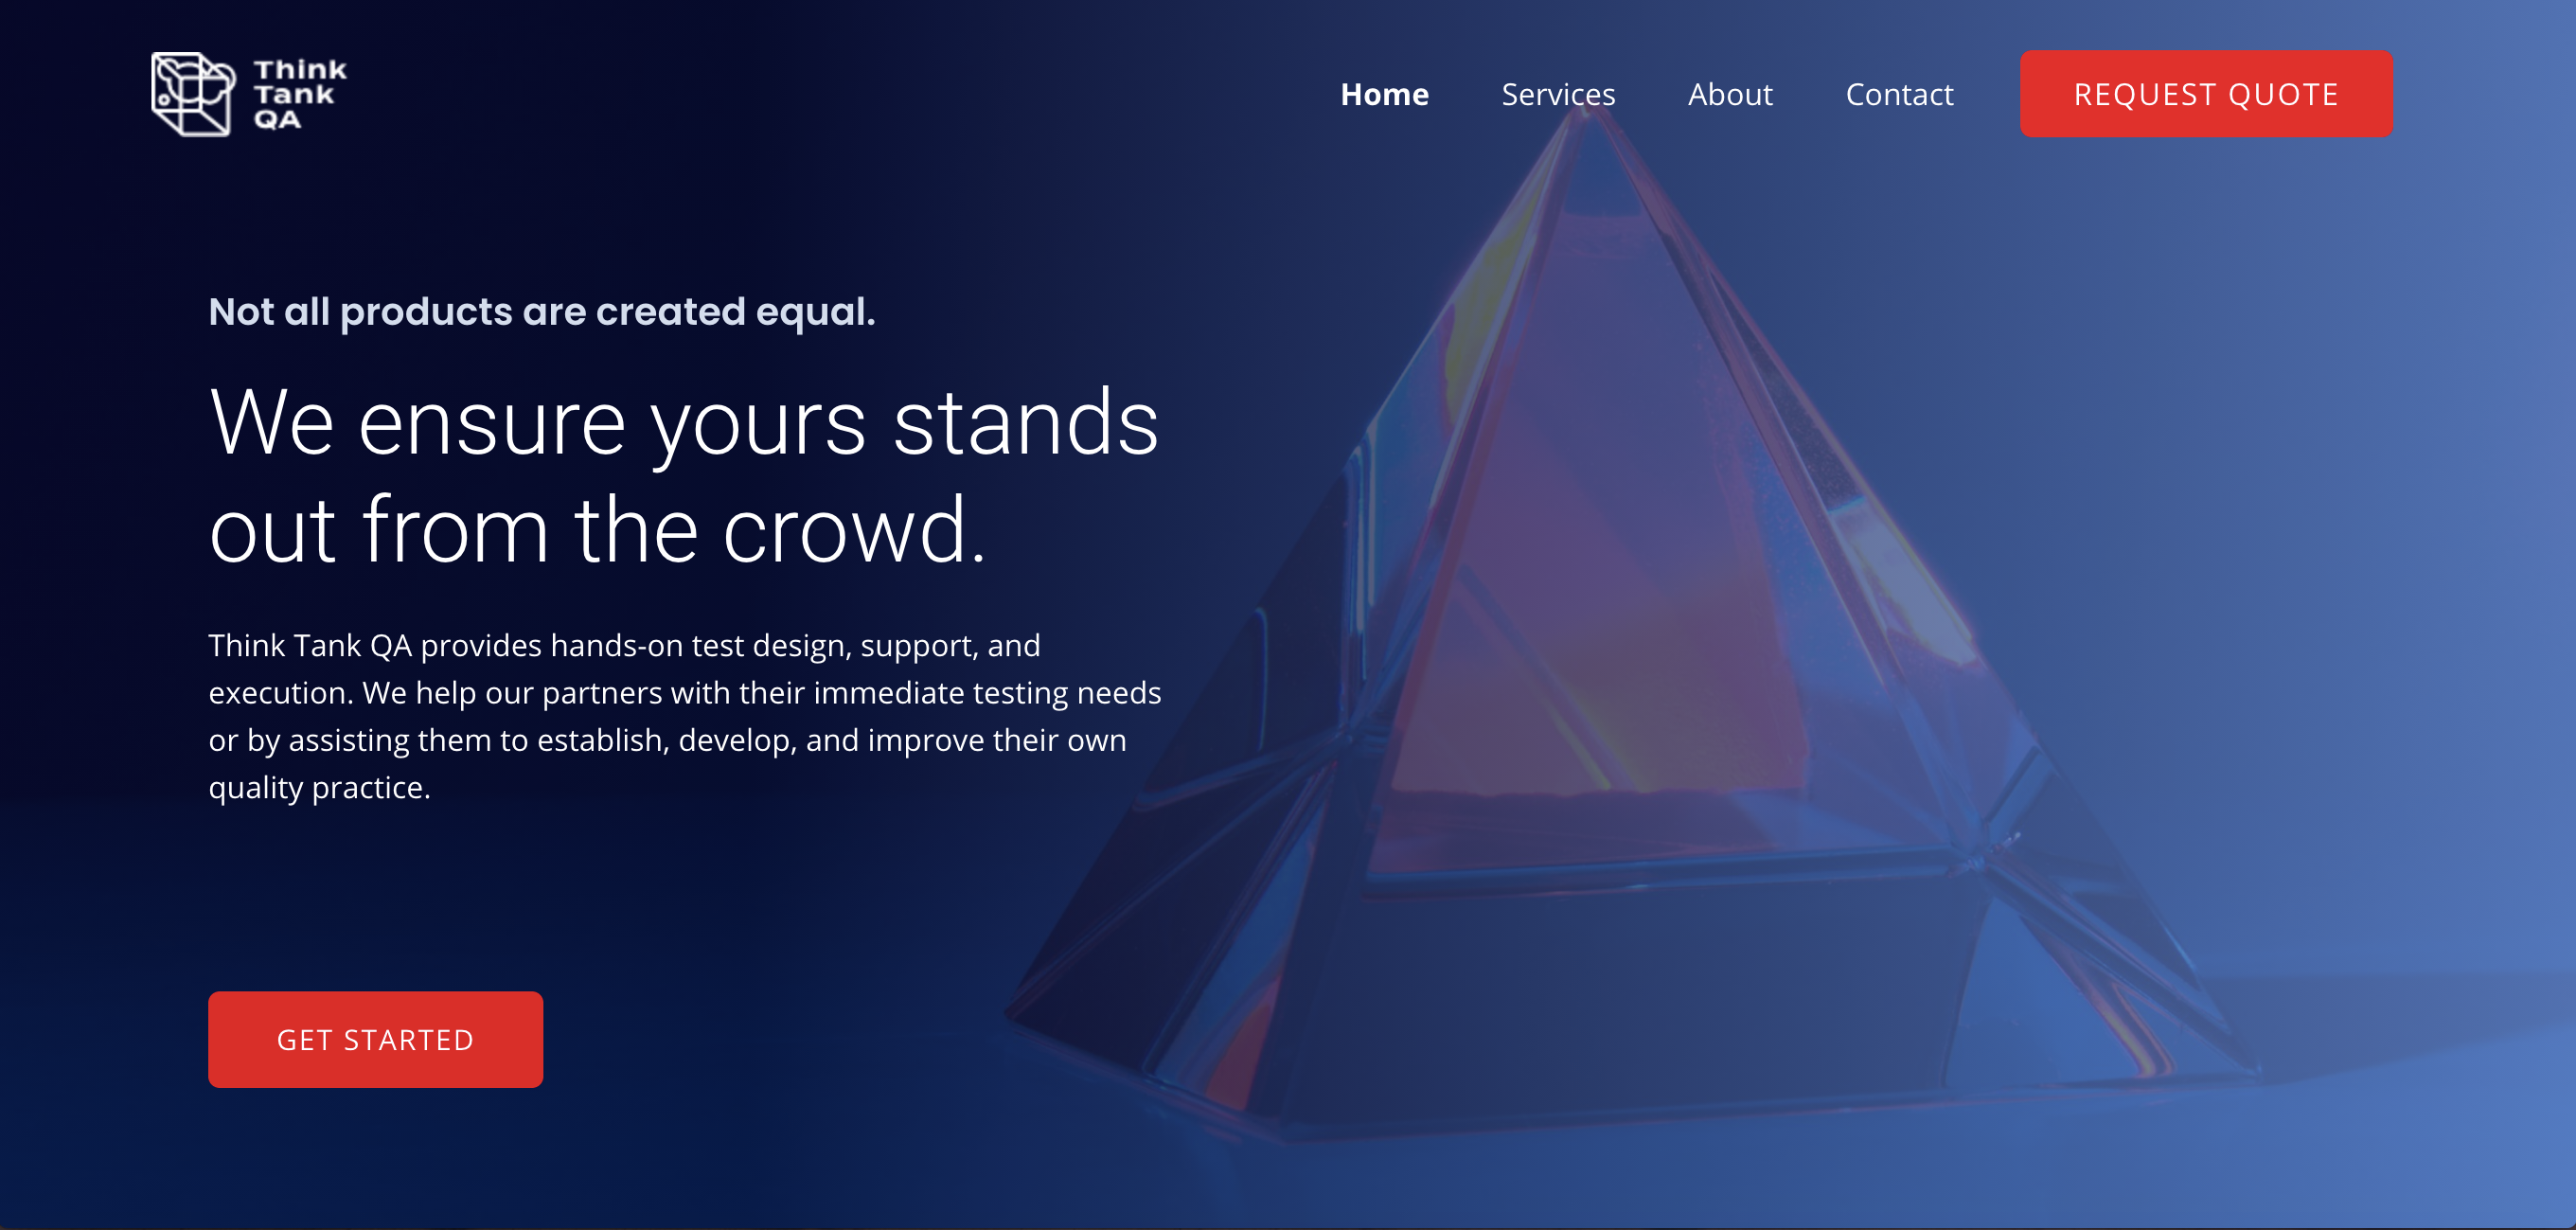 Think
Tank
QA
Home
Services
About
Contact
REQUEST QUOTE
Not all products are created equal.
We ensure yours stands
out from the crowd.
Think Tank QA provides hands-on test design, support, and
execution. We help our partners with their immediate testing needs
or by assisting them to establish, develop, and improve their own
quality practice.
GET STARTED